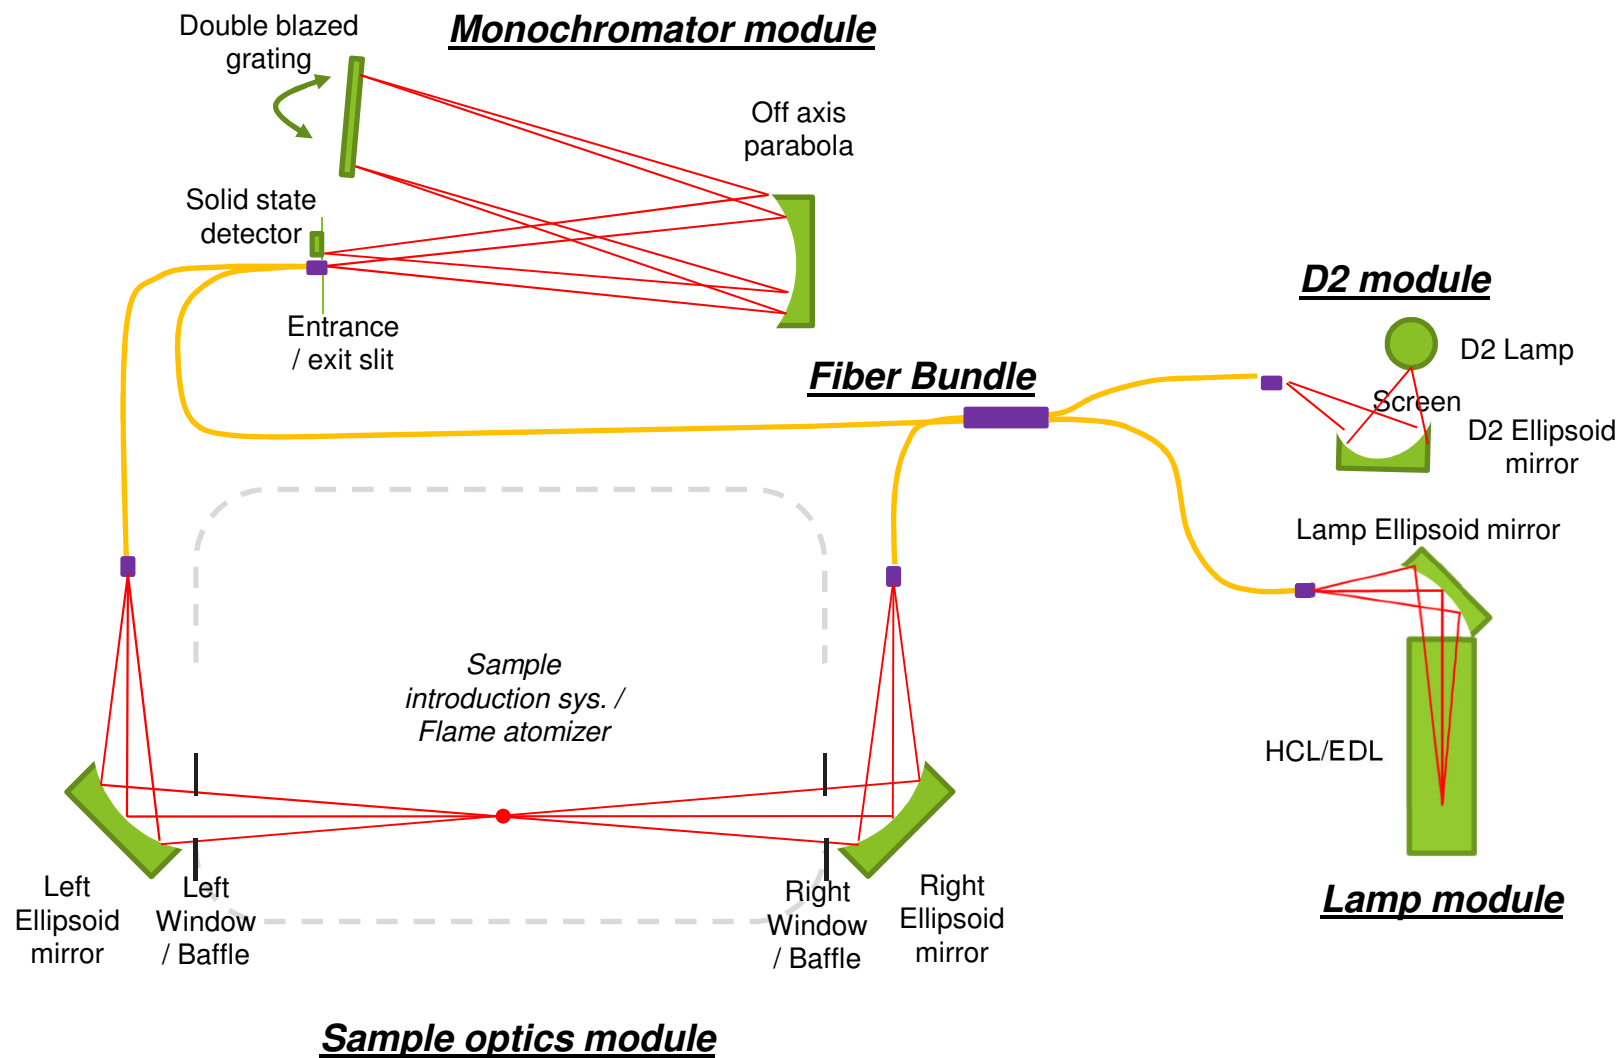 Monochromator module
Double blazed
grating
Off axis
parabola
Solid state
detector
Entrance
/ exit slit
D2 module
D2 Lamp
Screen
D2 Ellipsoid
mirror
Fiber Bundle
Lamp Ellipsoid mirror
HCL/EDL
Lamp module
Sample
introduction sys. /
Flame atomizer
Left
Ellipsoid
mirror
Left
Window
/ Baffle
Right
Window
/ Baffle
Right
Ellipsoid
mirror
Sample optics module